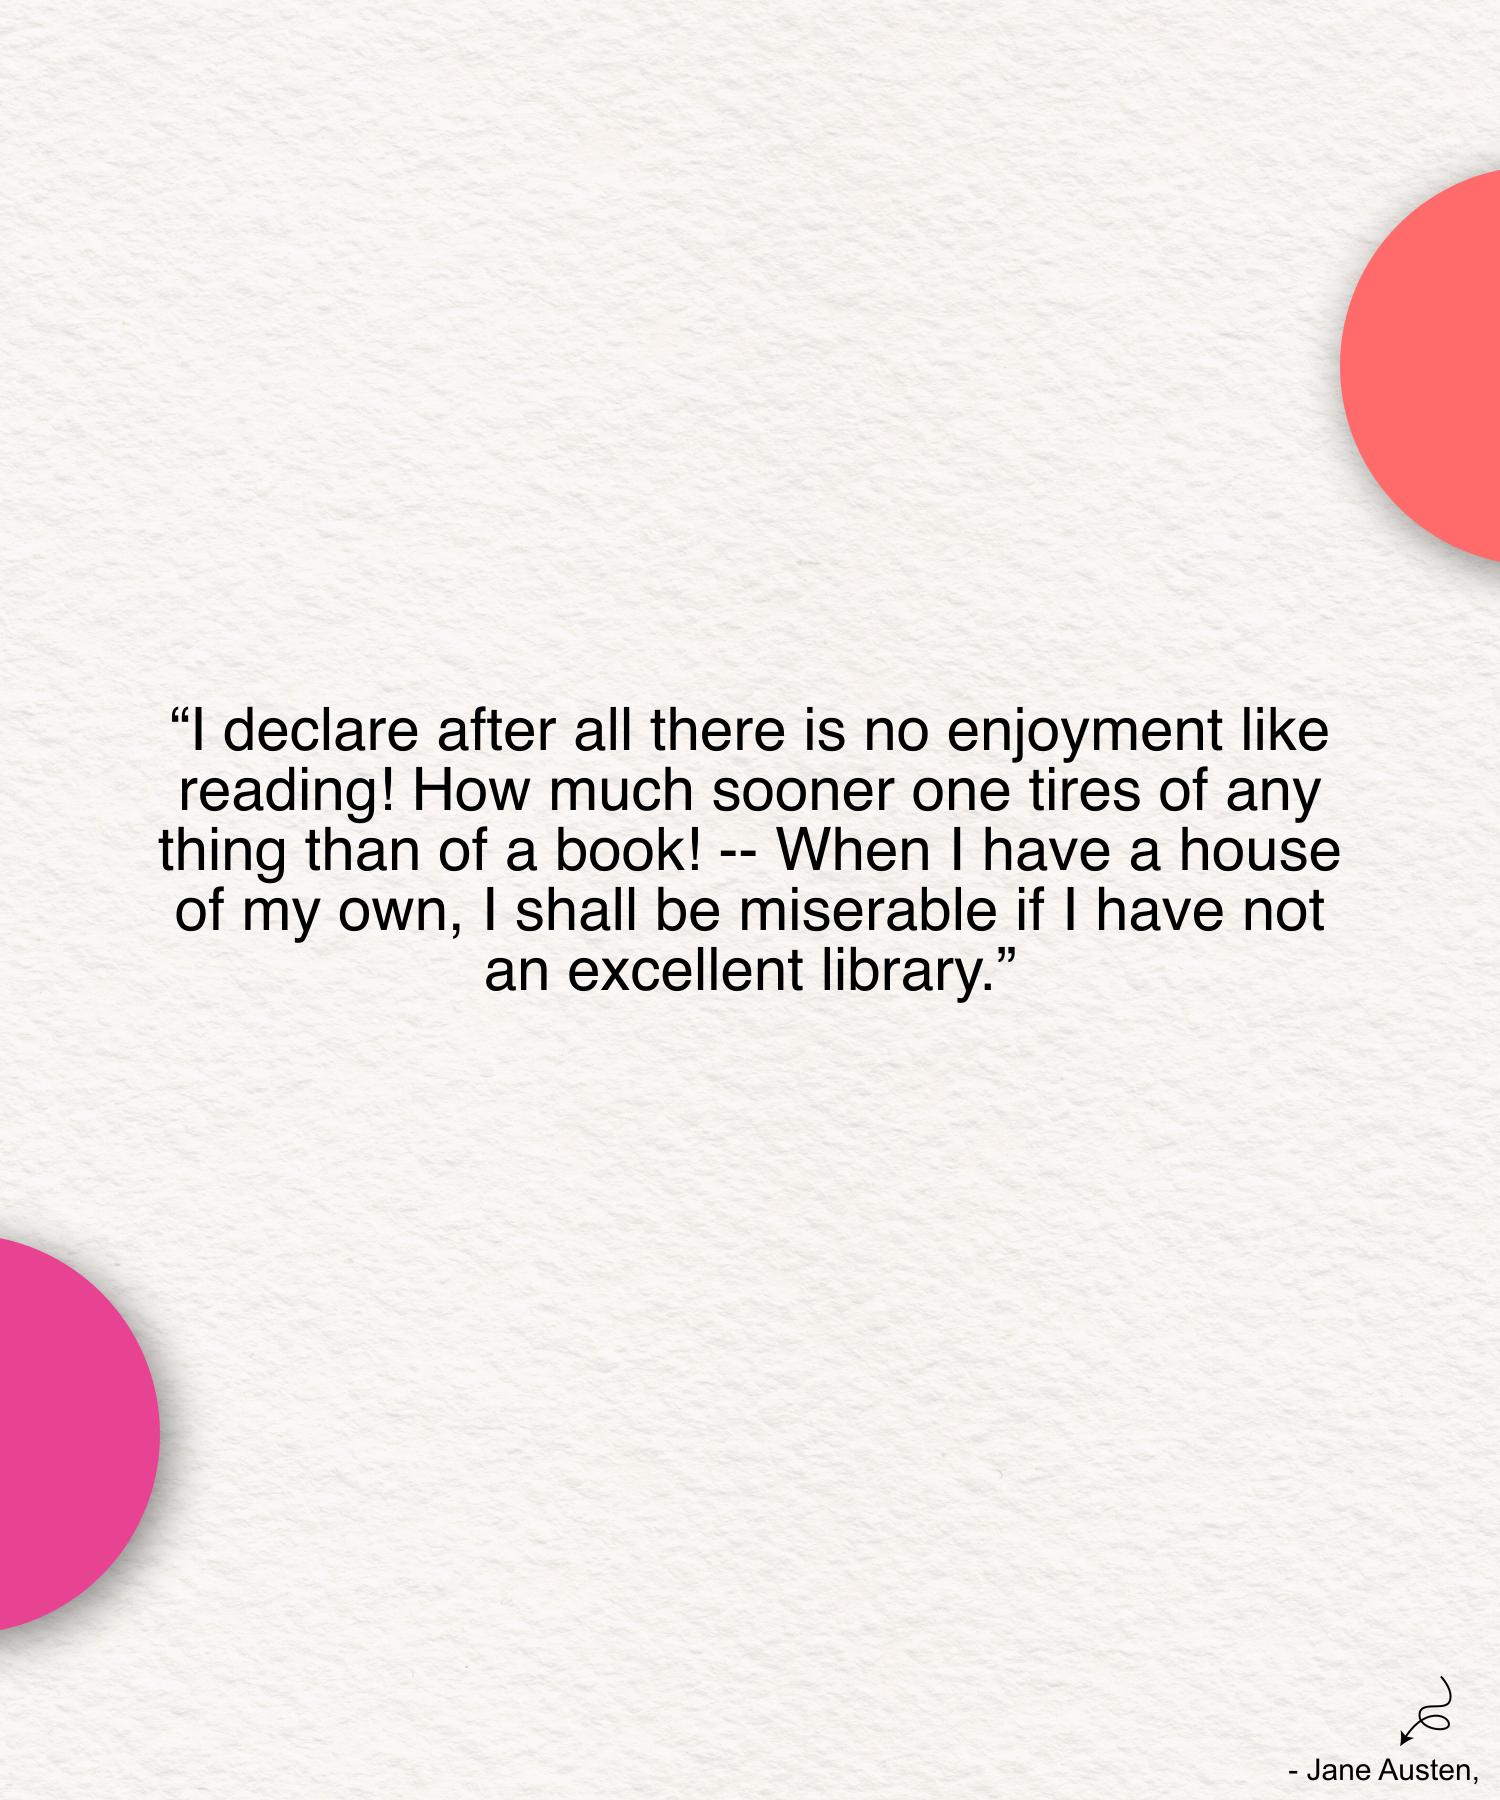 “I declare after all there is no enjoyment like
reading! How much sooner one tires of any
thing than of a book! -- When I have a house
of my own, I shall be miserable if I have not
an excellent library.”
- Jane Austen,